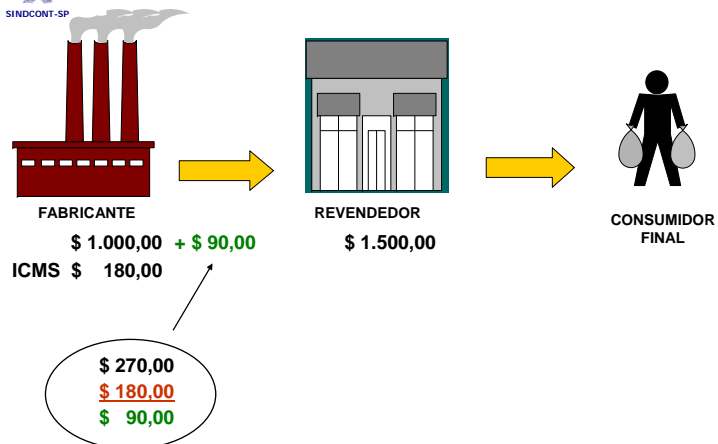 SINDCONT-SP
FABRICANTE
REVENDEDOR
CONSUMIDOR
FINAL
$ 1.000,00 + $ 90,00
$ 1.500,00
ICMS $ 180,00
$ 270,00
$ 180,00
$ 90,00